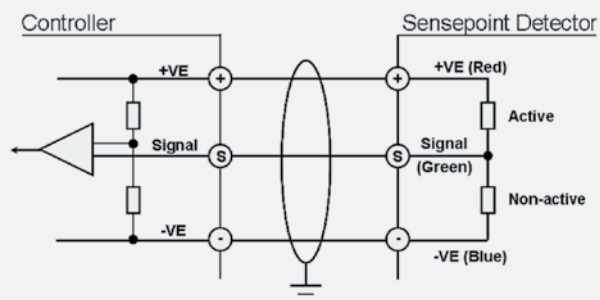 Controller
Sensepoint Detector
+VE
+
+
+VE (Red)
Active
Signal
S
S
Signal
(Green)
Non-active
-VE
-
-
-VE (Blue)